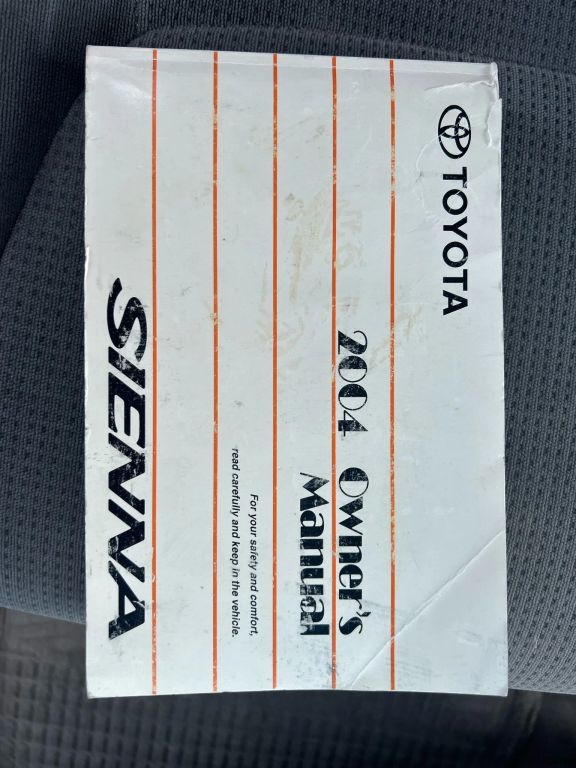 TOYOTA
2004 Owner's
Manual
For your safety and comfort,
read carefully and keep in the vehicle.
SIENNA